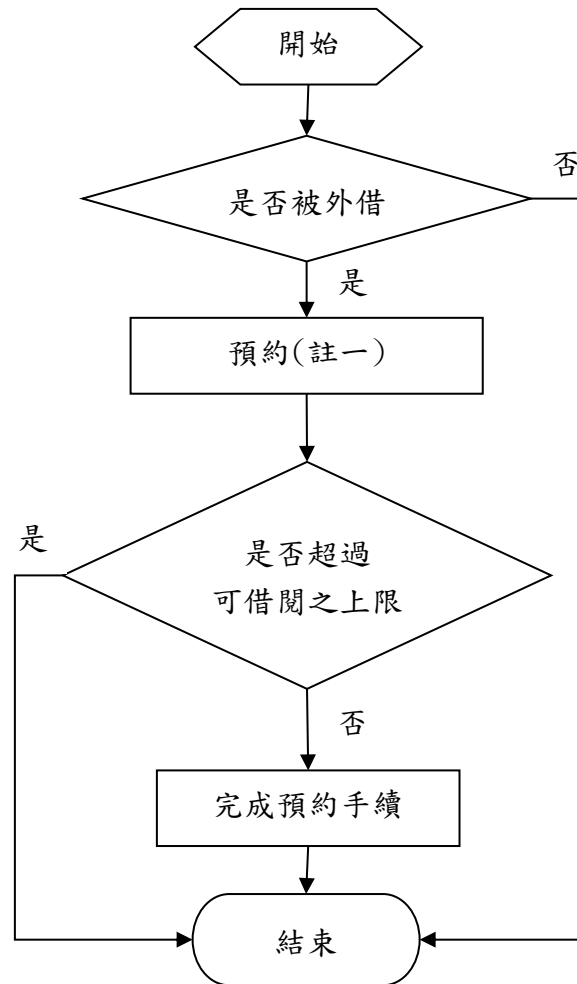 開始
是否被外借
否
是
預約(註一)
是
是否超過
可借閱之上限
否
完成預約手續
結束